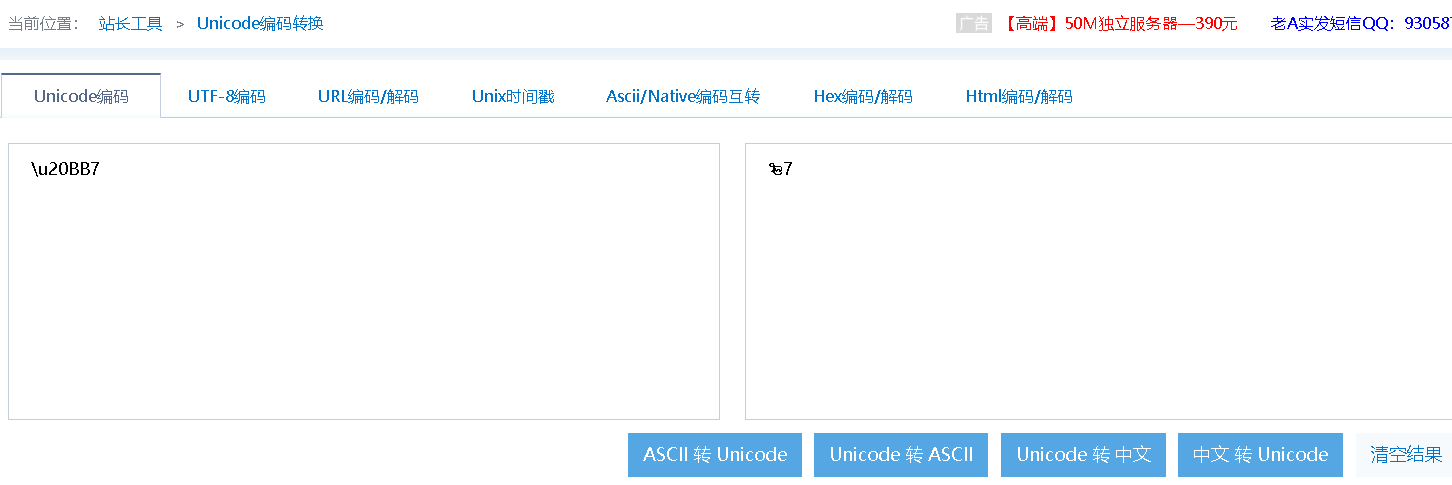 当前位置： 站长工具 > Unicode编码转换 广告 【高端】50M独立服务器—390元 老A实发短信QQ：93058
Unicode编码 UTF-8编码 URL编码/解码 Unix时间戳 Ascii/Native编码互转 Hex编码/解码 Html编码/解码
\u20BB7 ₻7
ASCII 转 Unicode Unicode 转 ASCII Unicode 转 中文 中文 转 Unicode 清空结果